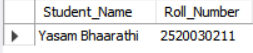 Student_Name Roll_Number
Yasam Bhaarathi 2520030211